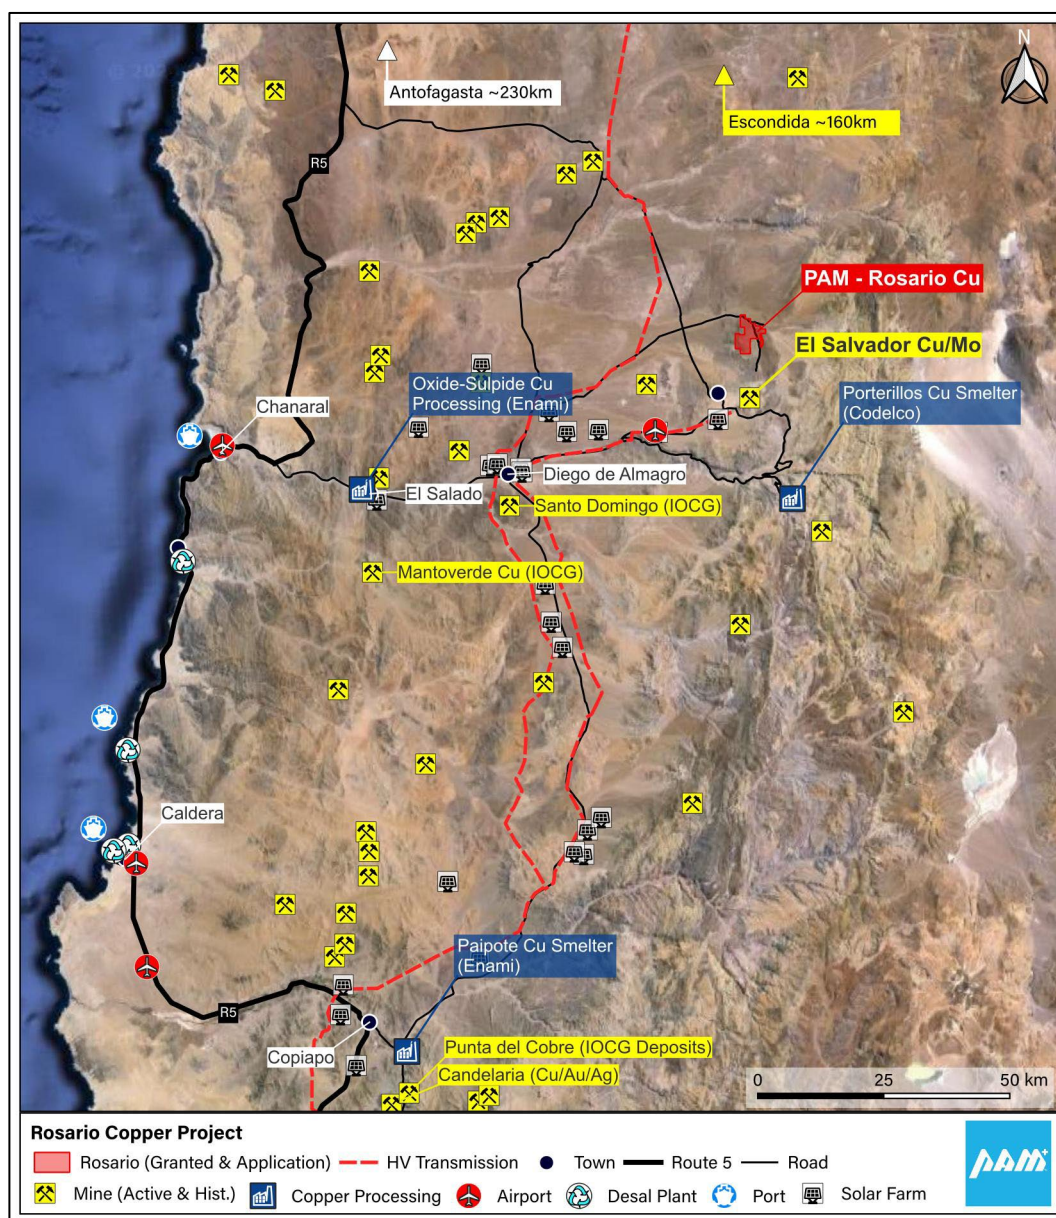 N
Antofagasta ~230km
Escondida ~160km
R5
PAM - Rosario Cu
El Salvador Cu/Mo
Oxide-Sulpide Cu
Processing (Enami)
Porterillos Cu Smelter
(Codelco)
Chanaral
Diego de Almagro
El Salado
Santo Domingo (IOCG)
Mantoverde Cu (IOCG)
Caldera
Paipote Cu Smelter
(Enami)
R5
Copiapo
Punta del Cobre (IOCG Deposits)
Candelaria (Cu/Au/Ag)
0 25 50 km
Rosario Copper Project
Rosario (Granted & Application) HV Transmission Town Route 5 Road
Mine (Active & Hist.) Copper Processing Airport Desal Plant Port Solar Farm
PAM+